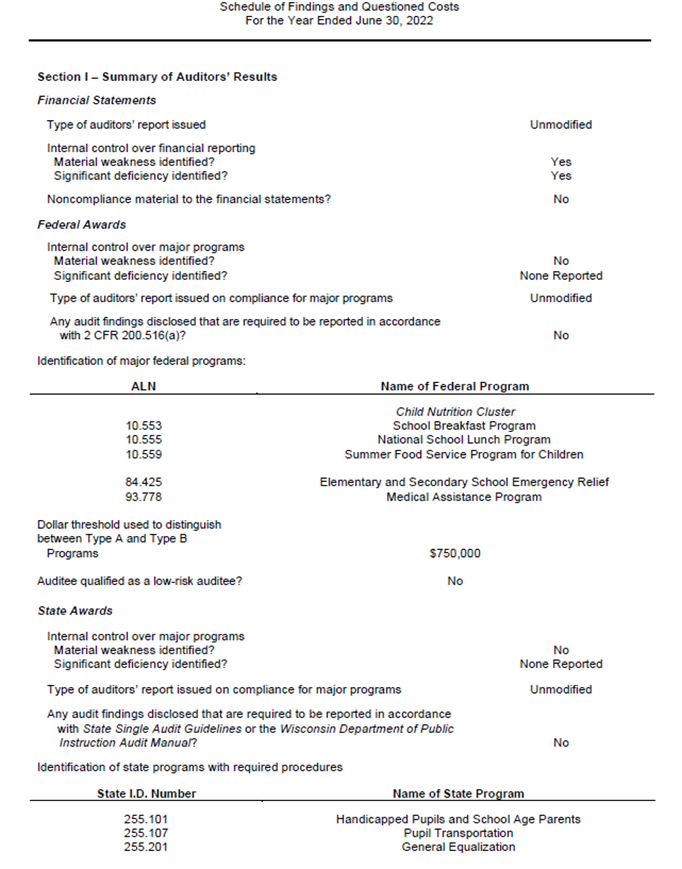 Schedule of Findings and Questioned Costs
For the Year Ended June 30, 2022
Section I – Summary of Auditors' Results
Financial Statements
Type of auditors' report issued Unmodified
Internal control over financial reporting
Material weakness identified? Yes
Significant deficiency identified? Yes
Noncompliance material to the financial statements? No
Federal Awards
Internal control over major programs
Material weakness identified? No
Significant deficiency identified? None Reported
Type of auditors' report issued on compliance for major programs Unmodified
Any audit findings disclosed that are required to be reported in accordance
with 2 CFR 200.516(a)? No
Identification of major federal programs:
ALN Name of Federal Program
Child Nutrition Cluster
10.553 School Breakfast Program
10.555 National School Lunch Program
10.559 Summer Food Service Program for Children
84.425 Elementary and Secondary School Emergency Relief
93.778 Medical Assistance Program
Dollar threshold used to distinguish
between Type A and Type B
Programs $750,000
Auditee qualified as a low-risk auditee? No
State Awards
Internal control over major programs
Material weakness identified? No
Significant deficiency identified? None Reported
Type of auditors' report issued on compliance for major programs Unmodified
Any audit findings disclosed that are required to be reported in accordance
with State Single Audit Guidelines or the Wisconsin Department of Public
Instruction Audit Manual? No
Identification of state programs with required procedures
State I.D. Number Name of State Program
255.101 Handicapped Pupils and School Age Parents
255.107 Pupil Transportation
255.201 General Equalization